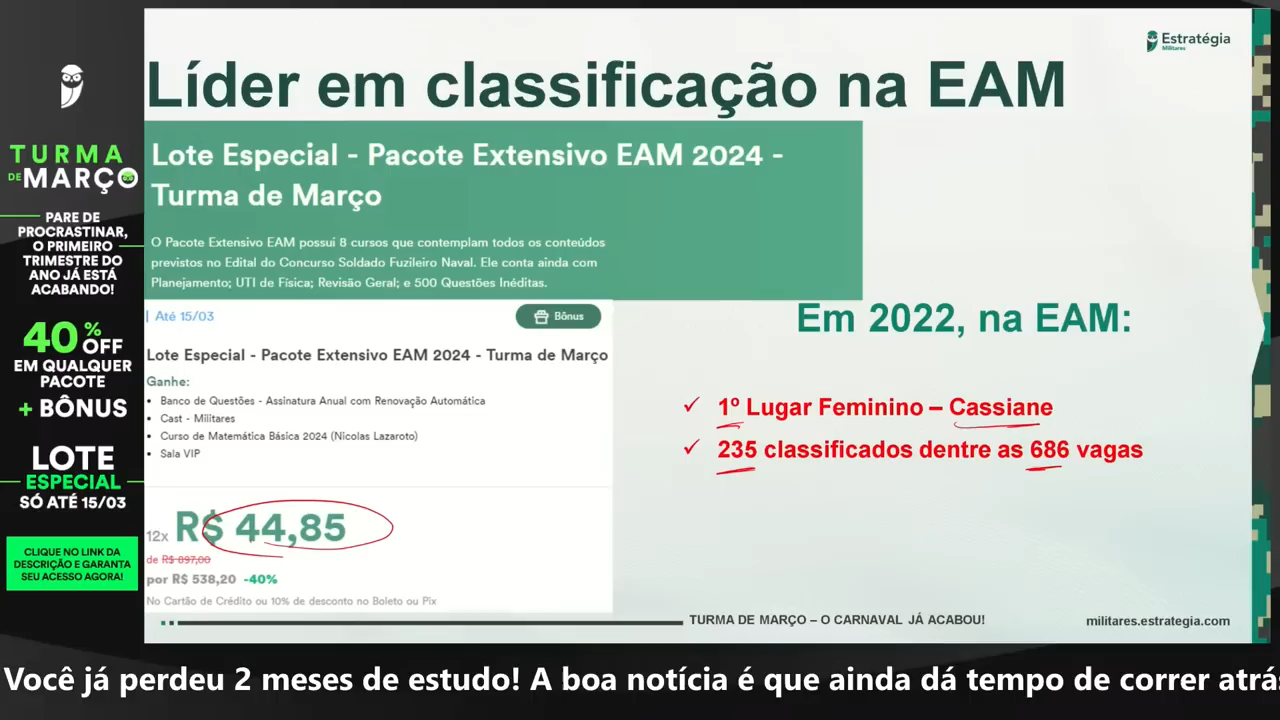 Estratégia
Militares
Líder em classificação na EAM
TURMA
DE MARÇO
PARE DE
PROCRASTINAR,
O PRIMEIRO
TRIMESTRE DO
ANO JÁ ESTÁ
ACABANDO!
40% OFF
EM QUALQUER
PACOTE
+ BÔNUS
LOTE
ESPECIAL
SÓ ATÉ 15/03
CLIQUE NO LINK DA
DESCRIÇÃO E GARANTA
SEU ACESSO AGORA!
Lote Especial - Pacote Extensivo EAM 2024 -
Turma de Março
O Pacote Extensivo EAM possui 8 cursos que contemplam todos os conteúdos
previstos no Edital do Concurso Soldado Fuzileiro Naval. Ele conta ainda com
Planejamento; UTI de Física; Revisão Geral; e 500 Questões Inéditas.
Até 15/03
Bônus
Lote Especial - Pacote Extensivo EAM 2024 - Turma de Março
Ganhe:
• Banco de Questões - Assinatura Anual com Renovação Automática
• Cast - Militares
• Curso de Matemática Básica 2024 (Nicolas Lazaroto)
• Sala VIP
12x R$ 44,85
de R$ 897,00
por R$ 538,20 -40%
No Cartão de Crédito ou 10% de desconto no Boleto ou Pix
Em 2022, na EAM:
✓ 1º Lugar Feminino – Cassiane
✓ 235 classificados dentre as 686 vagas
TURMA DE MARÇO – O CARNAVAL JÁ ACABOU!
militares.estrategia.com
Você já perdeu 2 meses de estudo! A boa notícia é que ainda dá tempo de correr atrás